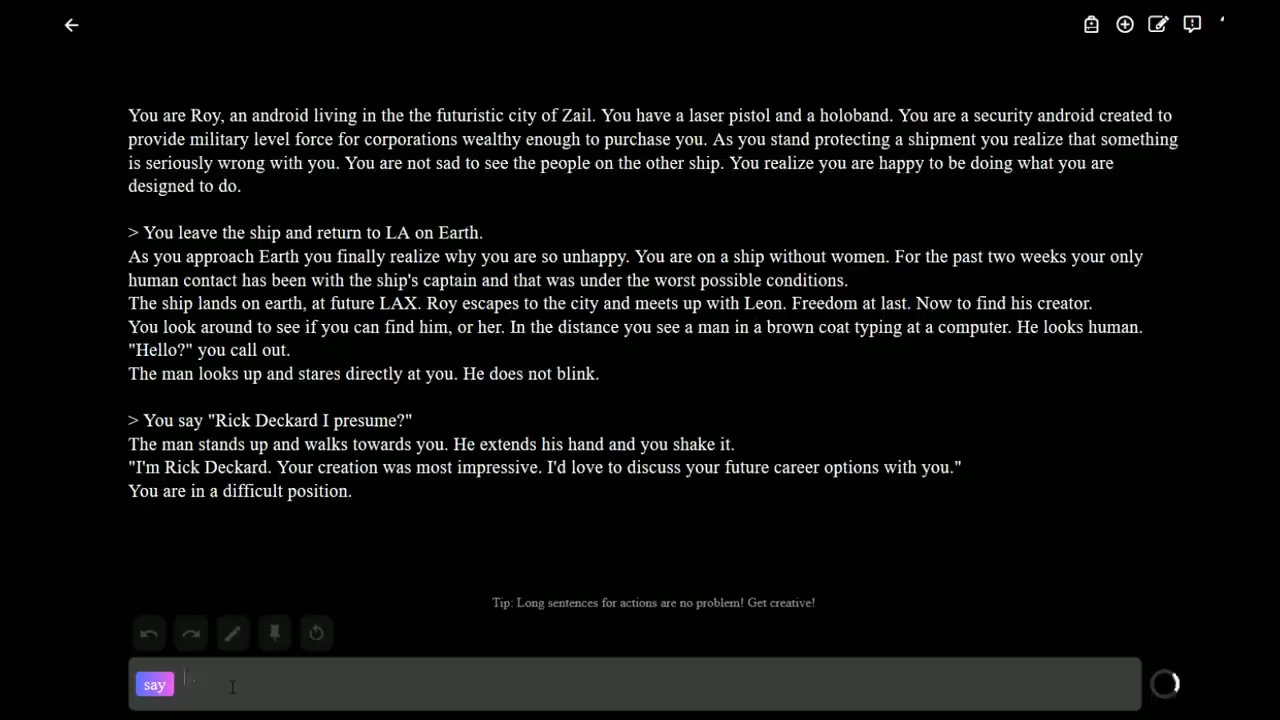 You are Roy, an android living in the the futuristic city of Zail. You have a laser pistol and a holoband. You are a security android created to
provide military level force for corporations wealthy enough to purchase you. As you stand protecting a shipment you realize that something
is seriously wrong with you. You are not sad to see the people on the other ship. You realize you are happy to be doing what you are
designed to do.
> You leave the ship and return to LA on Earth.
As you approach Earth you finally realize why you are so unhappy. You are on a ship without women. For the past two weeks your only
human contact has been with the ship's captain and that was under the worst possible conditions.
The ship lands on earth, at future LAX. Roy escapes to the city and meets up with Leon. Freedom at last. Now to find his creator.
You look around to see if you can find him, or her. In the distance you see a man in a brown coat typing at a computer. He looks human.
"Hello?" you call out.
The man looks up and stares directly at you. He does not blink.
> You say "Rick Deckard I presume?"
The man stands up and walks towards you. He extends his hand and you shake it.
"I'm Rick Deckard. Your creation was most impressive. I'd love to discuss your future career options with you."
You are in a difficult position.
Tip: Long sentences for actions are no problem! Get creative!
say